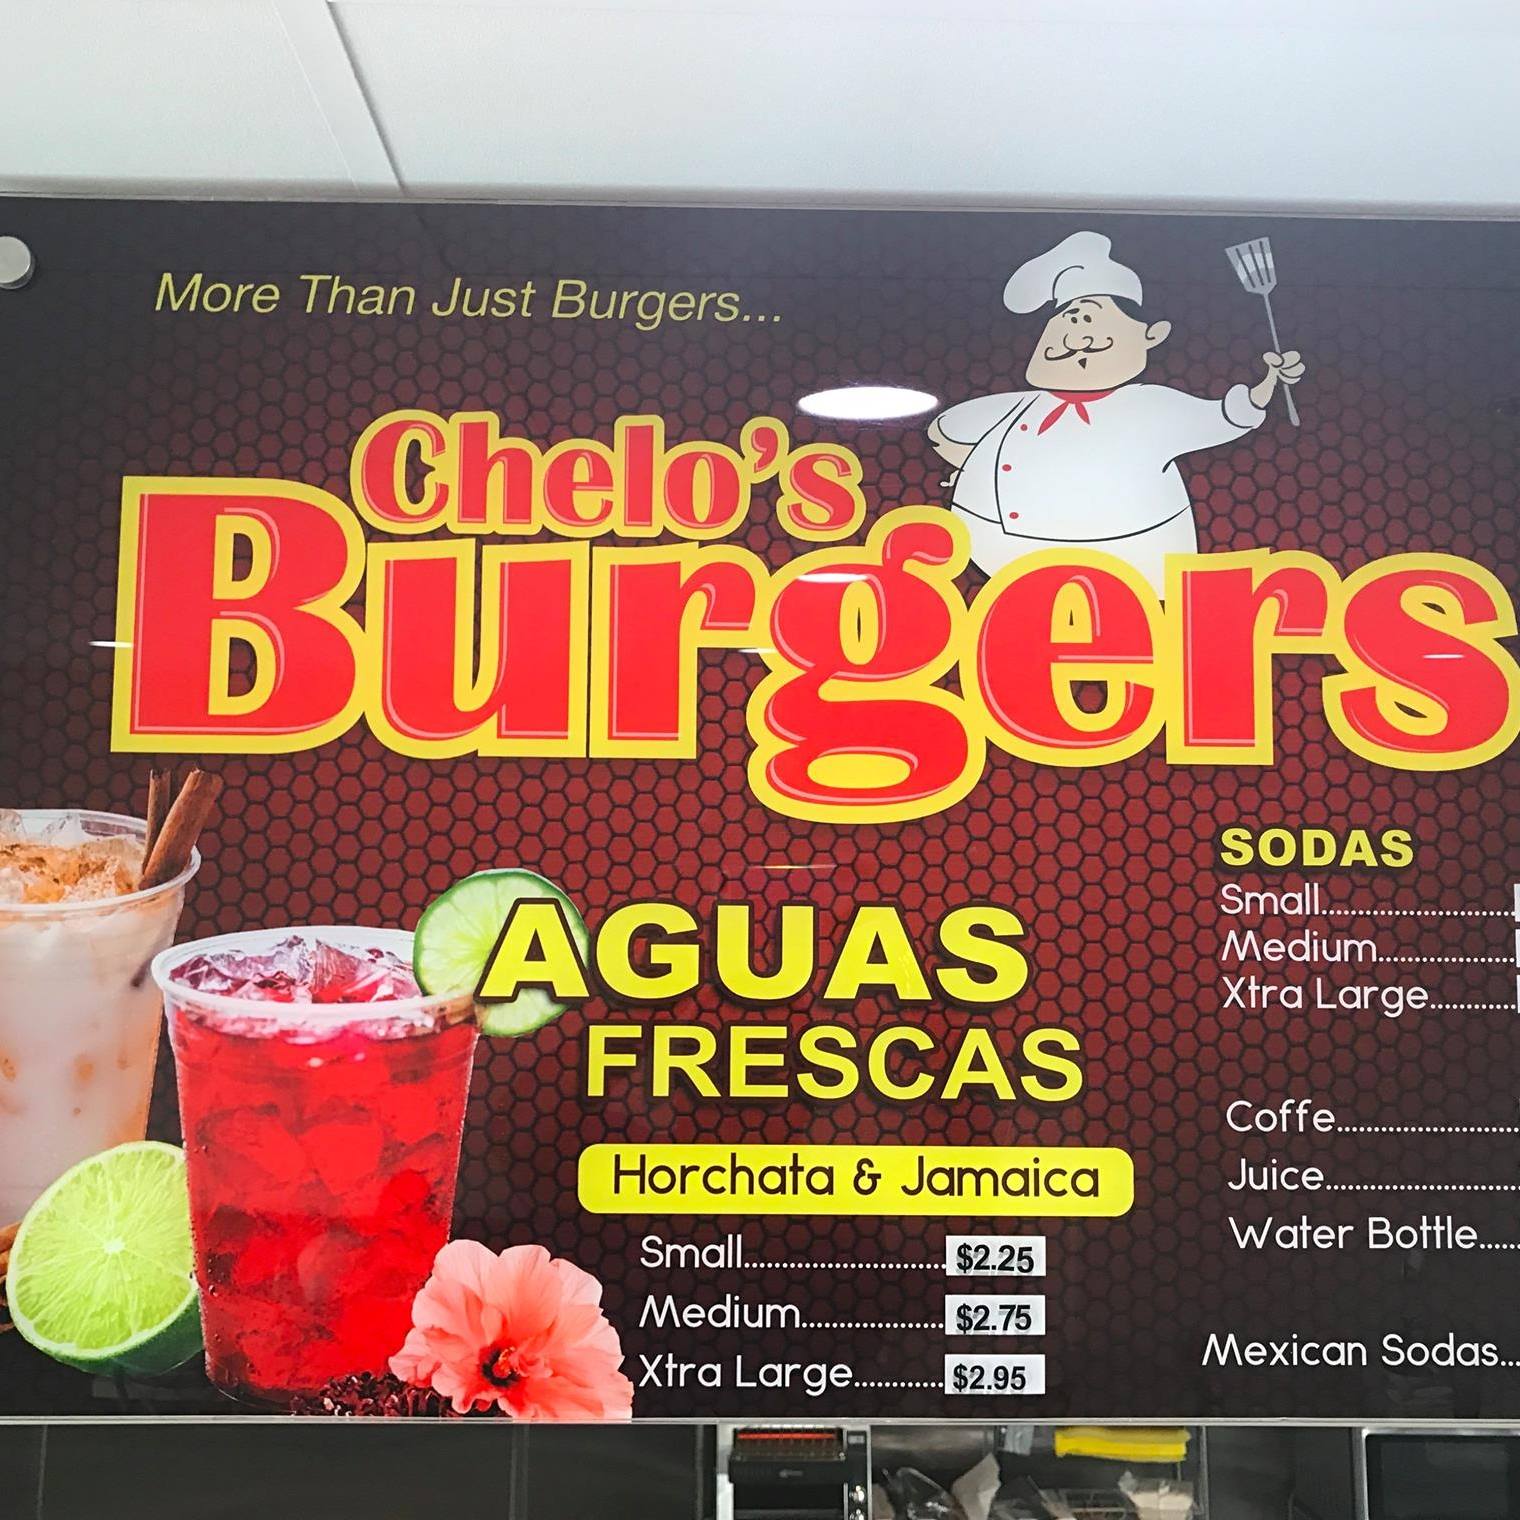 More Than Just Burgers...
Chelo's
Burgers
AGUAS
FRESCAS
Horchata & Jamaica
Small..........................$2.25
Medium..................$2.75
Xtra Large............$2.95
SODAS
Small.........................
Medium..................
Xtra Large............
Coffe........................
Juice.........................
Water Bottle......
Mexican Sodas...